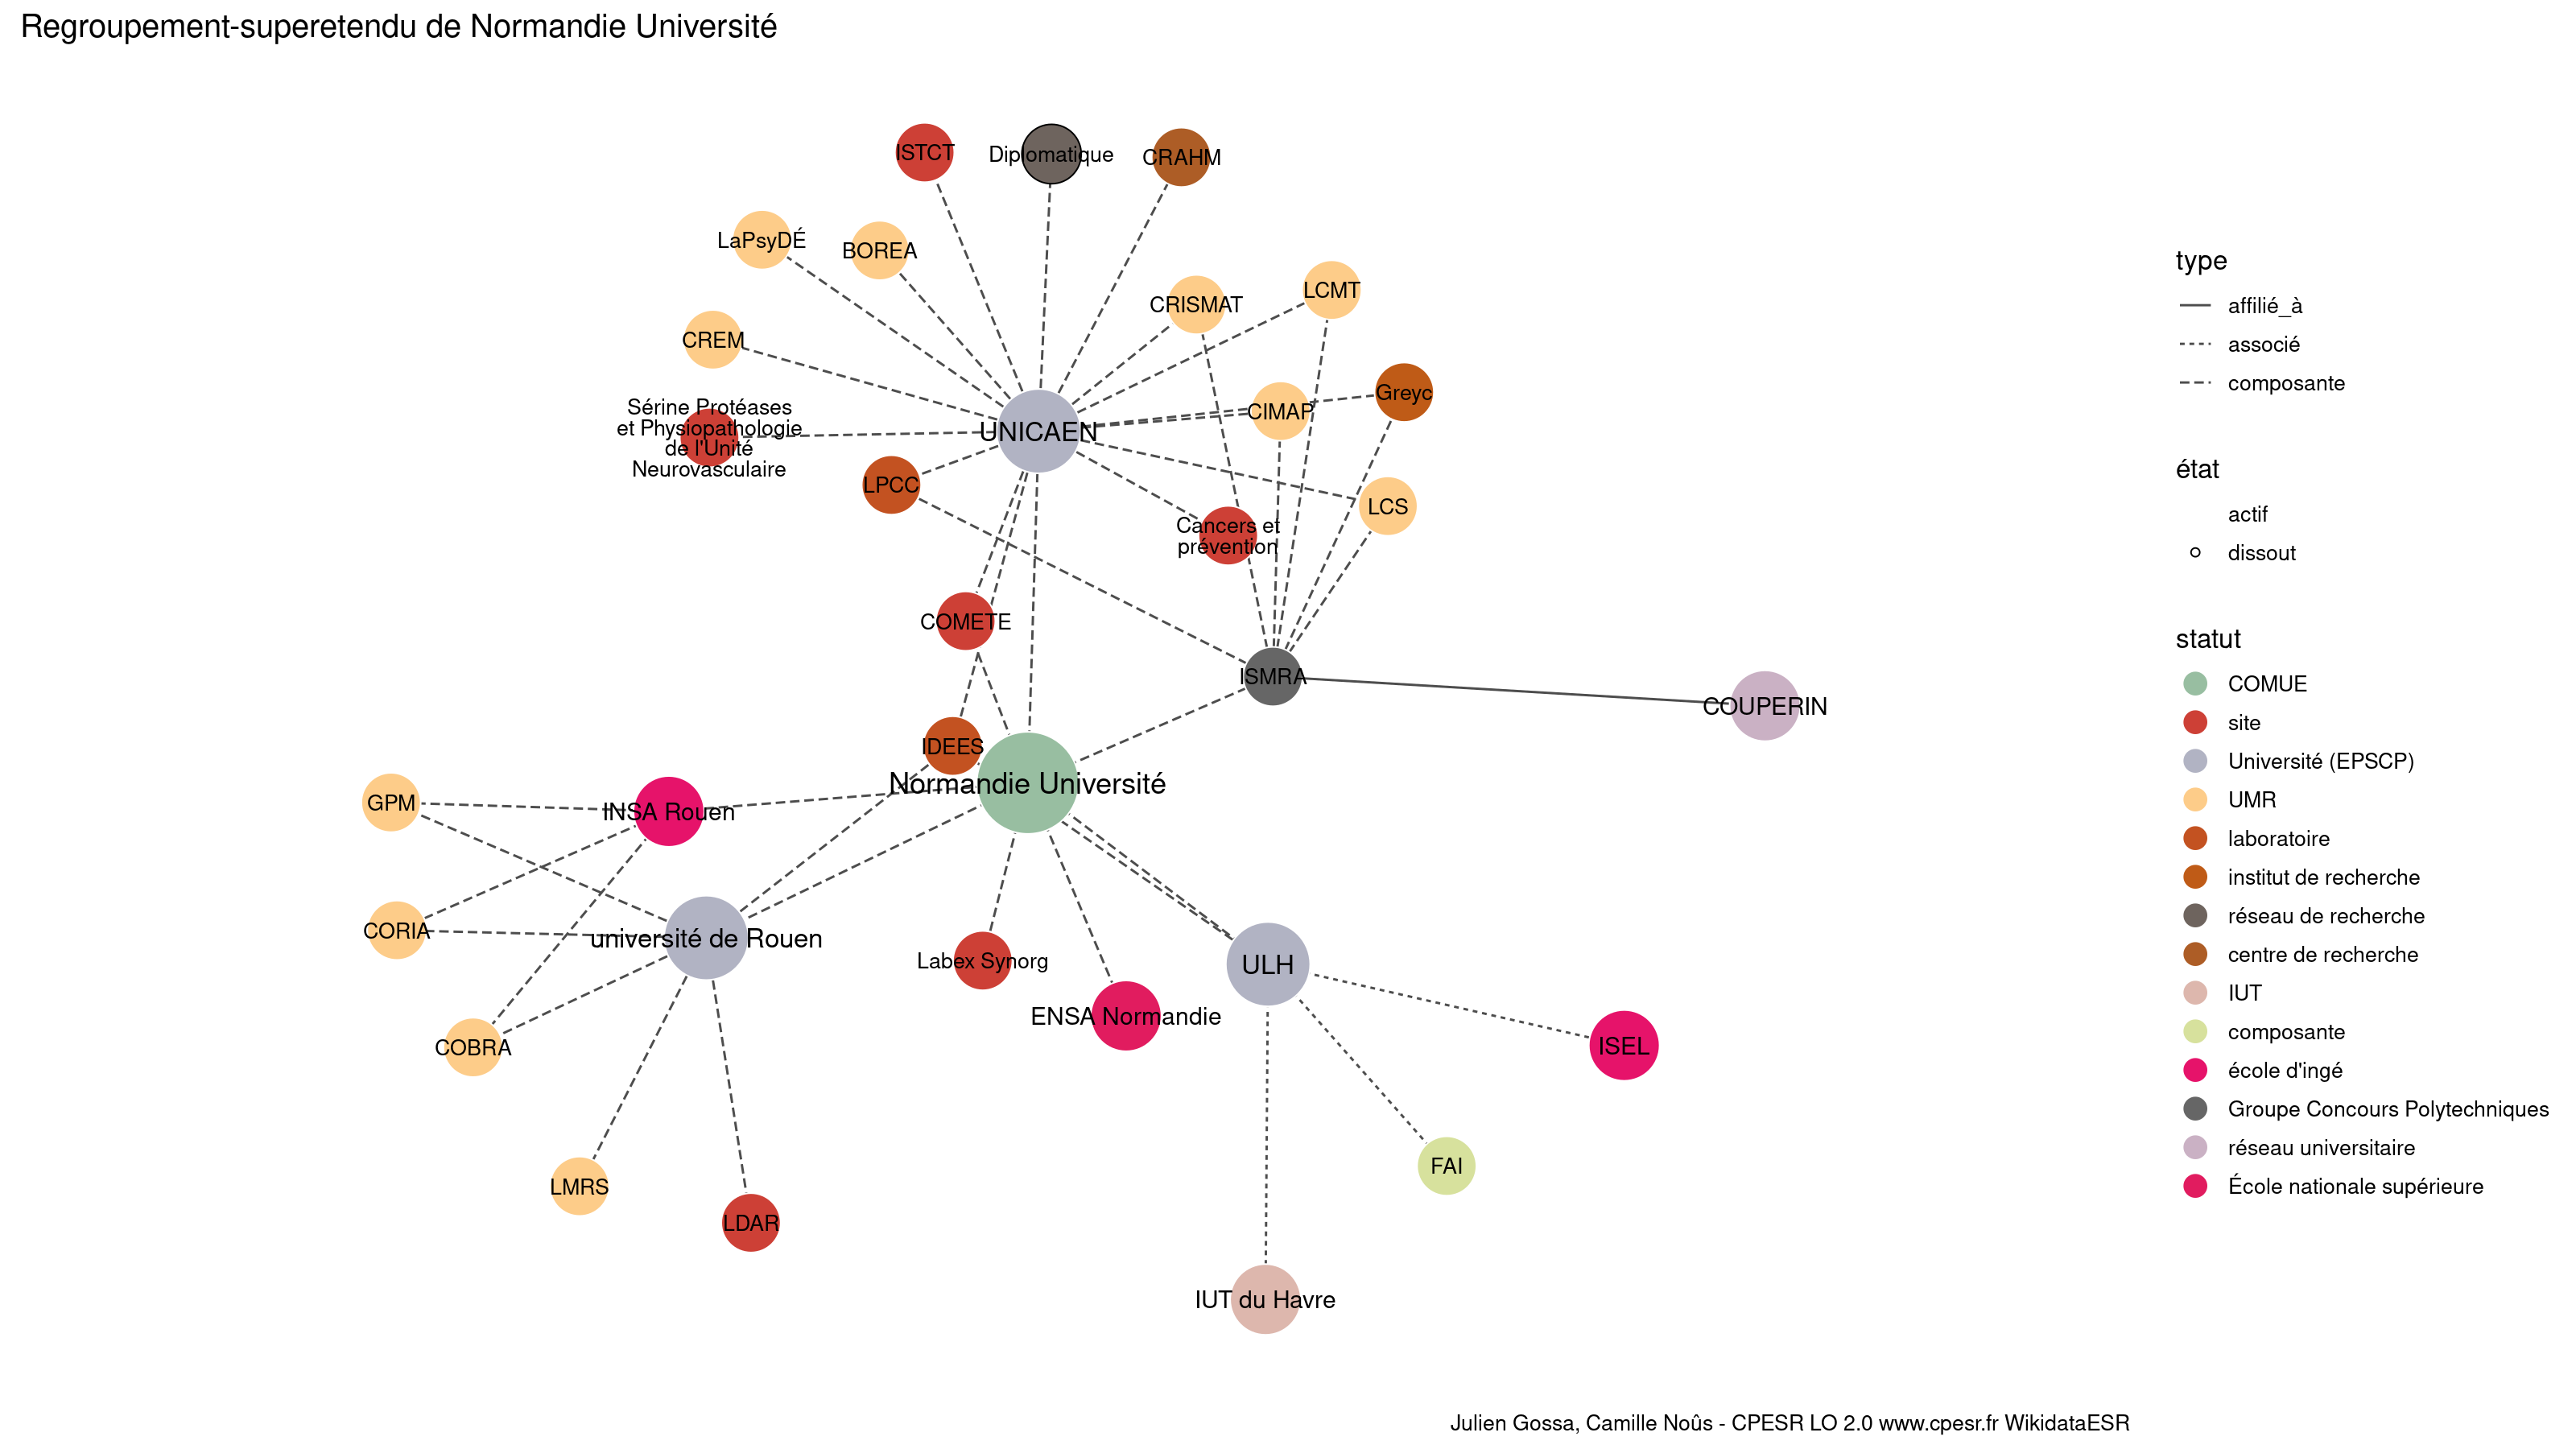 Regroupement-superetendu de Normandie Université
ISTCT
Diplomatique
CRAHM
LaPsyDÉ
BOREA
CRISMAT
LCMT
CREM
Greyc
CIMAP
Sérine Protéases
et Physiopathologie
de l'Unité
Neurovasculaire
UNICAEN
LPCC
LCS
Cancers et
prévention
COMETE
ISMRA
COUPERIN
IDEES
Normandie Université
GPM
INSA Rouen
CORIA
université de Rouen
Labex Synorg
ULH
ENSA Normandie
ISEL
COBRA
FAI
LMRS
LDAR
IUT du Havre
type
affilié_à
associé
composante
état
actif
dissout
statut
COMUE
site
Université (EPSCP)
UMR
laboratoire
institut de recherche
réseau de recherche
centre de recherche
IUT
composante
école d'ingé
Groupe Concours Polytechniques
réseau universitaire
École nationale supérieure
Julien Gossa, Camille Noûs - CPESR LO 2.0 www.cpesr.fr WikidataESR